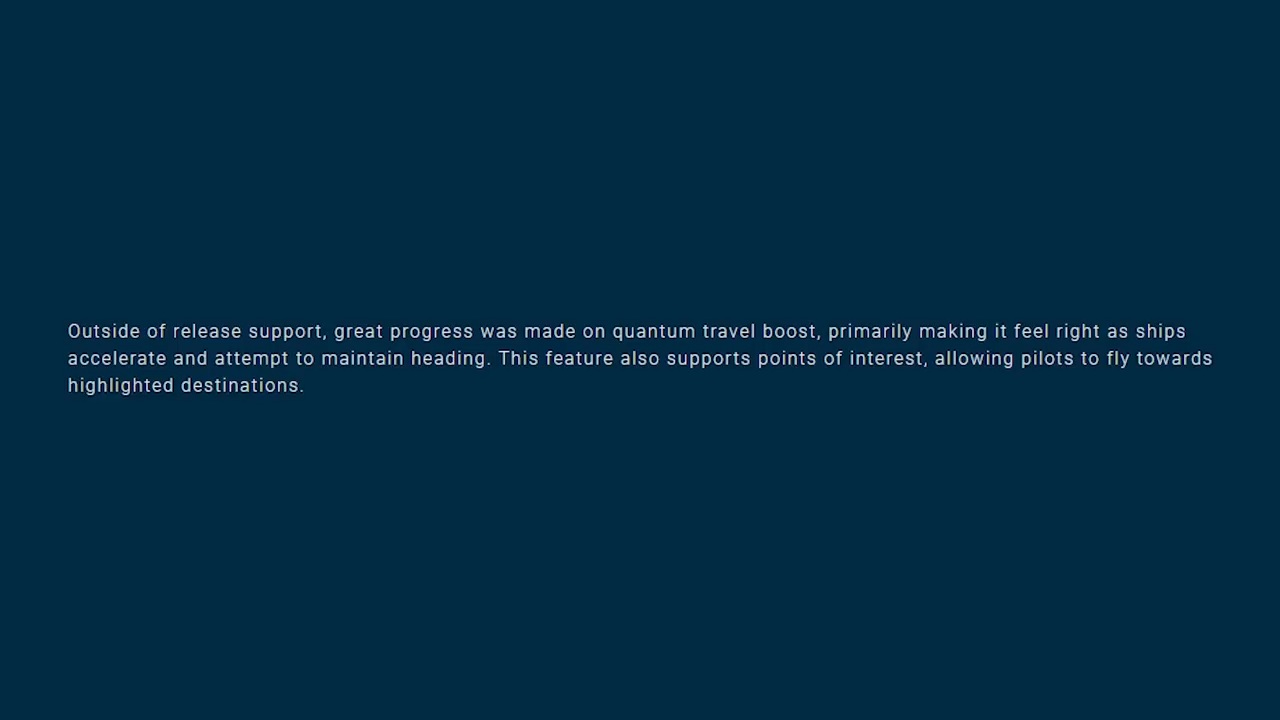 Outside of release support, great progress was made on quantum travel boost, primarily making it feel right as ships
accelerate and attempt to maintain heading. This feature also supports points of interest, allowing pilots to fly towards
highlighted destinations.